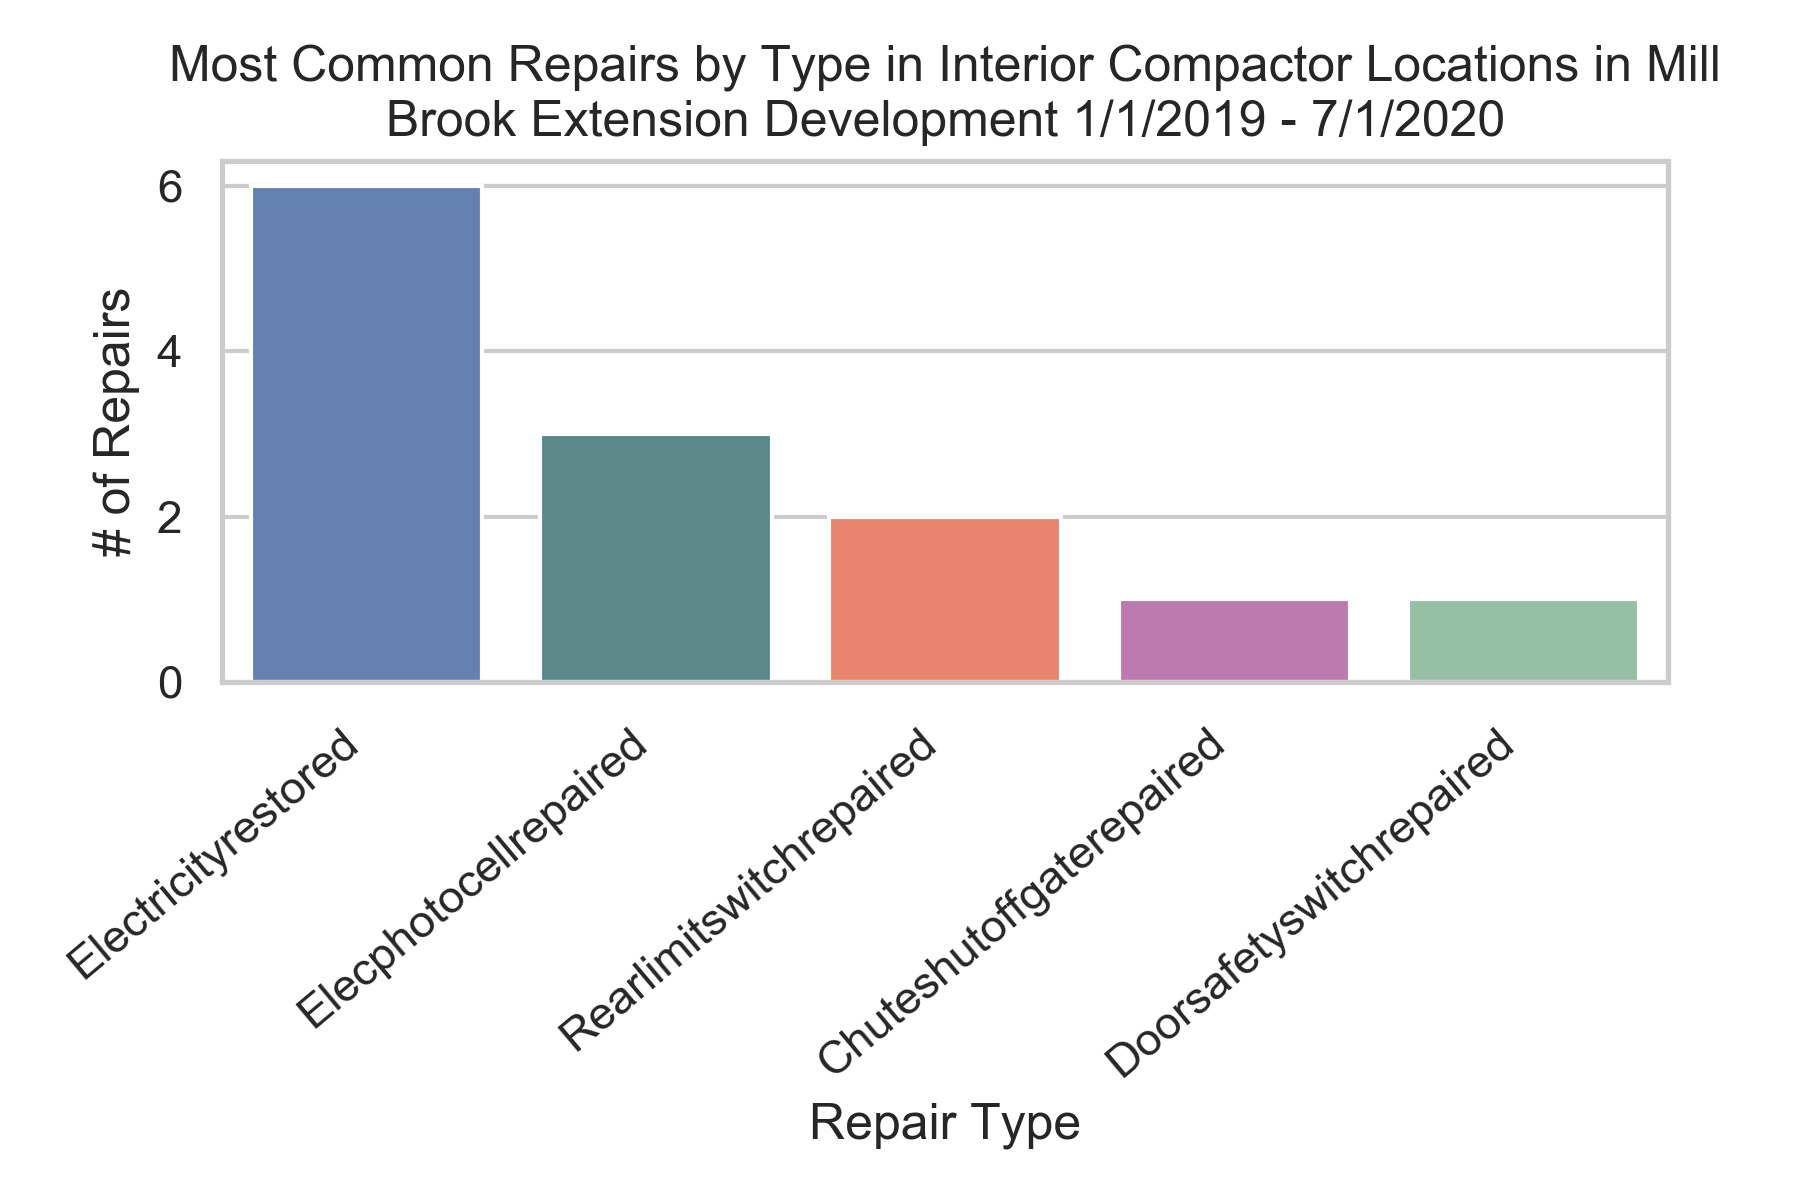 Most Common Repairs by Type in Interior Compactor Locations in Mill
Brook Extension Development 1/1/2019 - 7/1/2020
# of Repairs
6
4
2
0
Electricityrestored
Elecphotocellrepaired
Rearlimitswitchrepaired
Chuteshutoffgaterepaired
Doorsafetyswitchrepaired
Repair Type